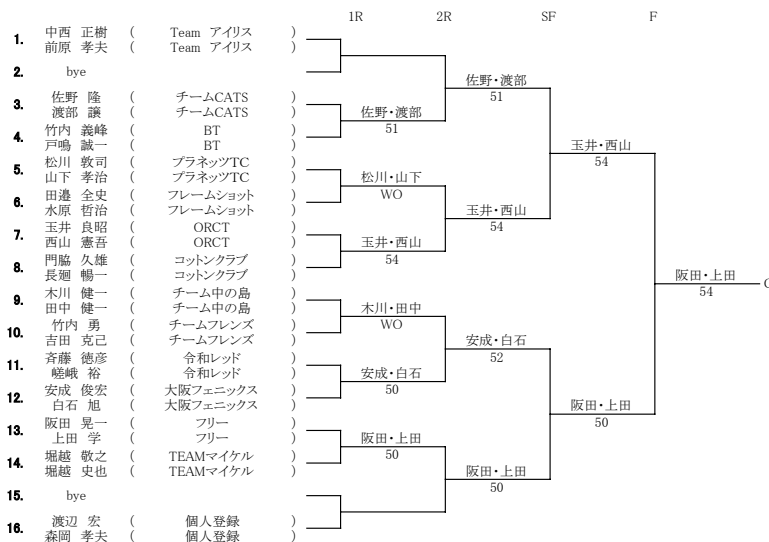 1R 2R SF F
1. 中西 正樹 ( Team アイリス )
前原 孝夫 ( Team アイリス )
2. bye
佐野・渡部
51
3. 佐野 隆 ( チームCATS )
渡部 譲 ( チームCATS )
佐野・渡部
51
4. 竹内 義峰 ( BT )
戸鳴 誠一 ( BT )
玉井・西山
54
5. 松川 敦司 ( プラネッツTC )
山下 孝治 ( プラネッツTC )
松川・山下
WO
6. 田邉 全史 ( フレームショット )
水原 哲治 ( フレームショット )
玉井・西山
54
7. 玉井 良昭 ( ORCT )
西山 憲吾 ( ORCT )
玉井・西山
54
8. 門脇 久雄 ( コットンクラブ )
長廻 暢一 ( コットンクラブ )
阪田・上田
54
9. 木川 健一 ( チーム中の島 )
田中 健一 ( チーム中の島 )
木川・田中
WO
10. 竹内 勇 ( チームフレンズ )
吉田 克己 ( チームフレンズ )
安成・白石
52
11. 斉藤 徳彦 ( 令和レッド )
嵯峨 裕 ( 令和レッド )
安成・白石
50
12. 安成 俊宏 ( 大阪フェニックス )
白石 旭 ( 大阪フェニックス )
阪田・上田
50
13. 阪田 晃一 ( フリー )
上田 学 ( フリー )
阪田・上田
50
14. 堀越 敬之 ( TEAMマイケル )
堀越 史也 ( TEAMマイケル )
阪田・上田
50
15. bye
16. 渡辺 宏 ( 個人登録 )
森岡 孝夫 ( 個人登録 )